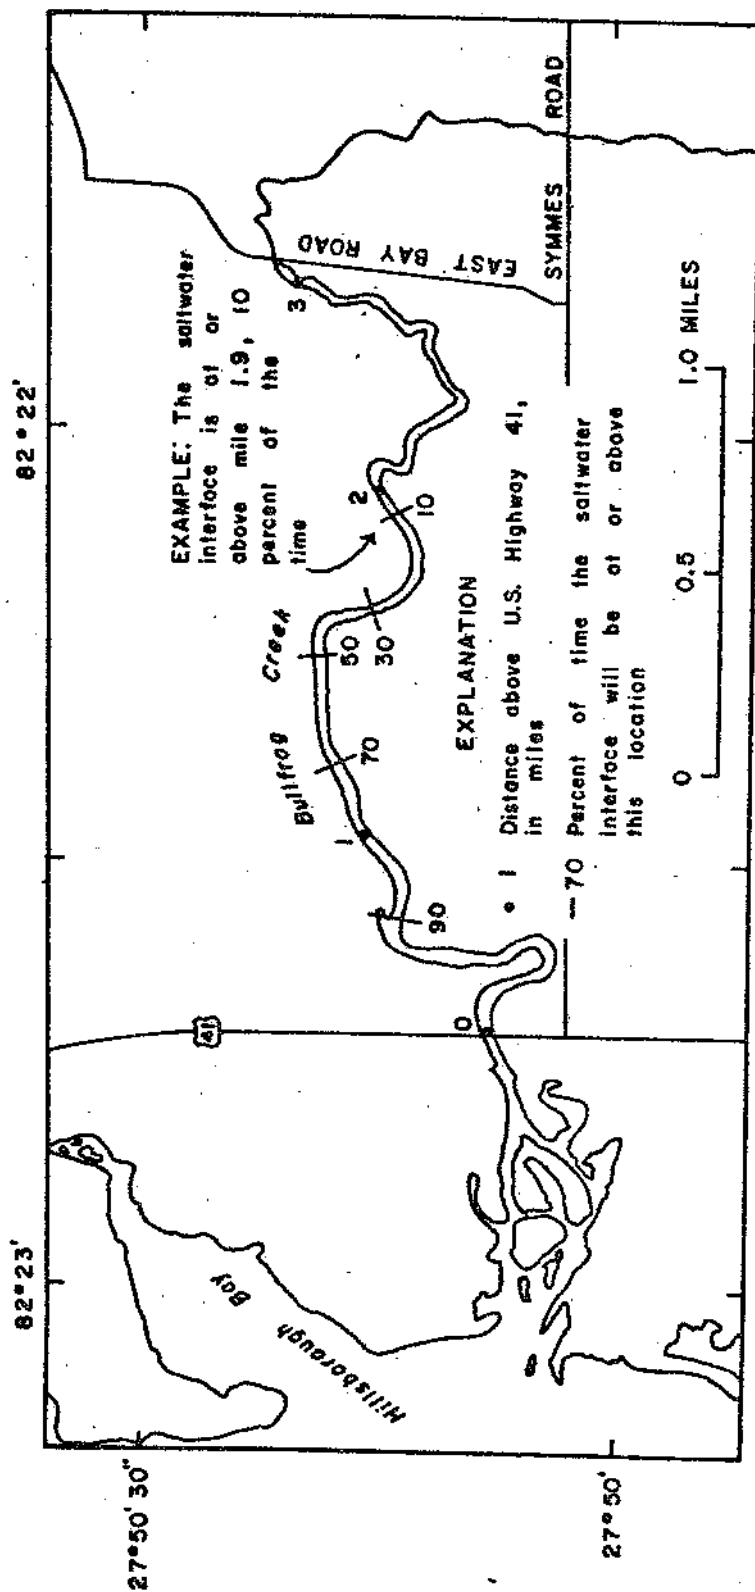 82°23'
82°22'
27°50' 30"
27°50'
Hillsborough
Bay
41
Bullfrog Creek
EXAMPLE: The saltwater
interface is at or
above mile 1.9, 10
percent of the
time
EAST BAY ROAD
SYMMES ROAD
0
90
1
70
50
30
10
2
3
EXPLANATION
• 1 Distance above U.S. Highway 41,
in miles
—70 Percent of time the saltwater
interface will be at or above
this location
0 0.5 1.0 MILES